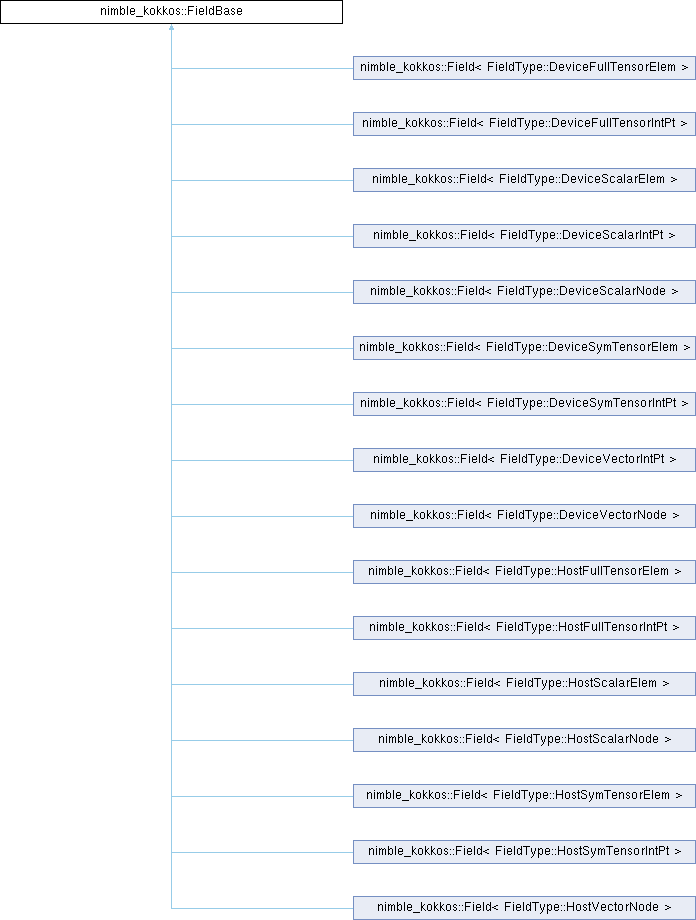 nimble_kokkos::FieldBase
nimble_kokkos::Field< FieldType::DeviceFullTensorElem >
nimble_kokkos::Field< FieldType::DeviceFullTensorIntPt >
nimble_kokkos::Field< FieldType::DeviceScalarElem >
nimble_kokkos::Field< FieldType::DeviceScalarIntPt >
nimble_kokkos::Field< FieldType::DeviceScalarNode >
nimble_kokkos::Field< FieldType::DeviceSymTensorElem >
nimble_kokkos::Field< FieldType::DeviceSymTensorIntPt >
nimble_kokkos::Field< FieldType::DeviceVectorIntPt >
nimble_kokkos::Field< FieldType::DeviceVectorNode >
nimble_kokkos::Field< FieldType::HostFullTensorElem >
nimble_kokkos::Field< FieldType::HostFullTensorIntPt >
nimble_kokkos::Field< FieldType::HostScalarElem >
nimble_kokkos::Field< FieldType::HostScalarNode >
nimble_kokkos::Field< FieldType::HostSymTensorElem >
nimble_kokkos::Field< FieldType::HostSymTensorIntPt >
nimble_kokkos::Field< FieldType::HostVectorNode >